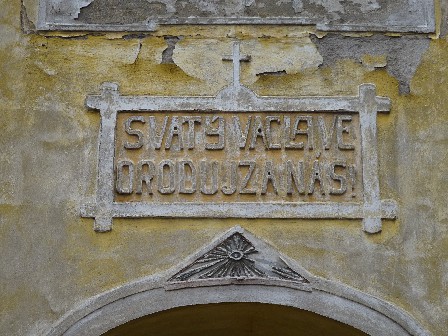 SVATÝ VÁCLAVE
ORODUJ ZA NÁS!